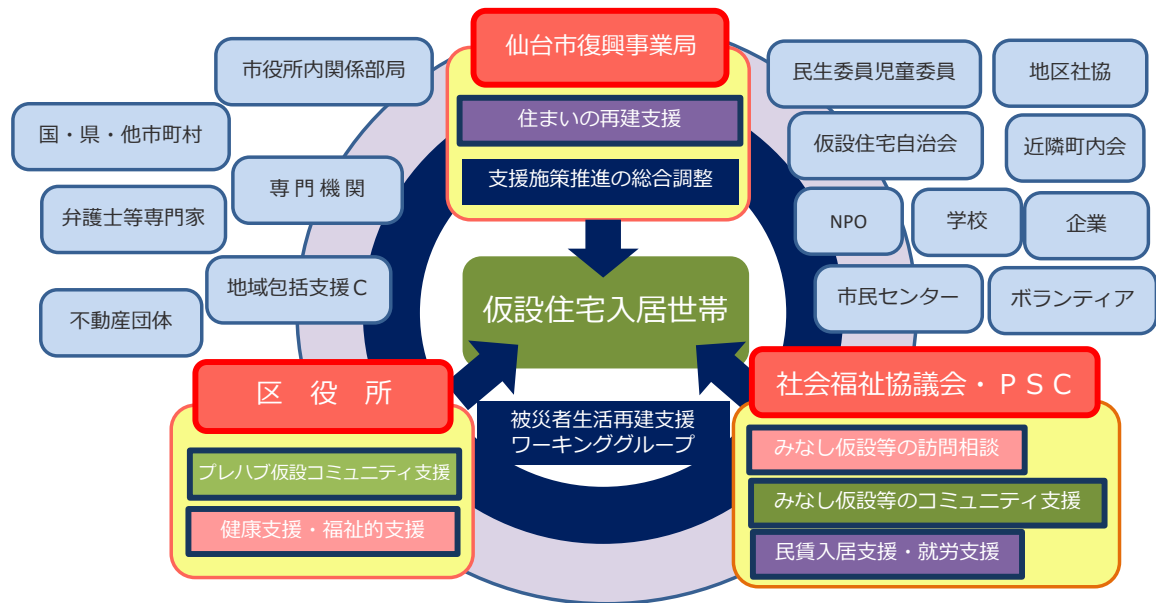 仙台市復興事業局
住まいの再建支援
支援施策推進の総合調整
市役所内関係部局
国・県・他市町村
専門機関
弁護士等専門家
地域包括支援C
不動産団体
民生委員児童委員
地区社協
仮設住宅自治会
近隣町内会
NPO
学校
企業
市民センター
ボランティア
仮設住宅入居世帯
区役所
プレハブ仮設コミュニティ支援
健康支援・福祉的支援
被災者生活再建支援
ワーキンググループ
社会福祉協議会・PSC
みなし仮設等の訪問相談
みなし仮設等のコミュニティ支援
民賃入居支援・就労支援